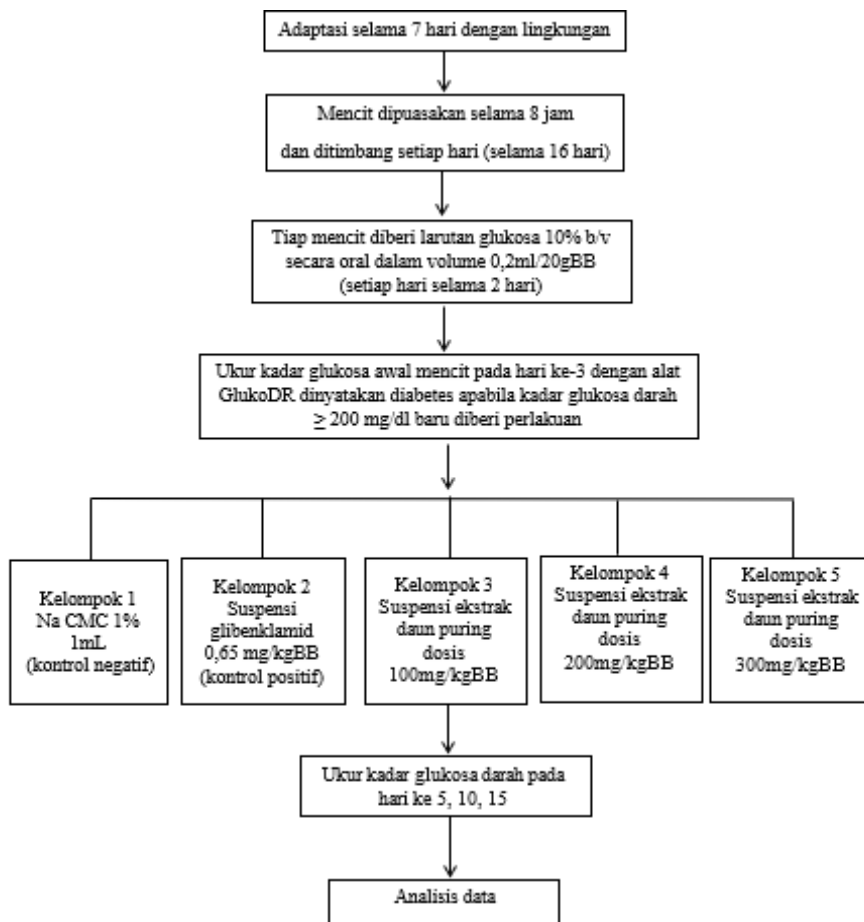 Adaptasi selama 7 hari dengan lingkungan
Mencit dipuasakan selama 8 jam
dan ditimbang setiap hari (selama 16 hari)
Tiap mencit diberi larutan glukosa 10% b/v
secara oral dalam volume 0,2ml/20gBB
(setiap hari selama 2 hari)
Ukur kadar glukosa awal mencit pada hari ke-3 dengan alat
GlukoDR dinyatakan diabetes apabila kadar glukosa darah
≥ 200 mg/dl baru diberi perlakuan
Kelompok 1
Na CMC 1%
1mL
(kontrol negatif)
Kelompok 2
Suspensi
glibenklamid
0,65 mg/kgBB
(kontrol positif)
Kelompok 3
Suspensi ekstrak
daun puring
dosis
100mg/kgBB
Kelompok 4
Suspensi ekstrak
daun puring
dosis
200mg/kgBB
Kelompok 5
Suspensi ekstrak
daun puring
dosis
300mg/kgBB
Ukur kadar glukosa darah pada
hari ke 5, 10, 15
Analisis data